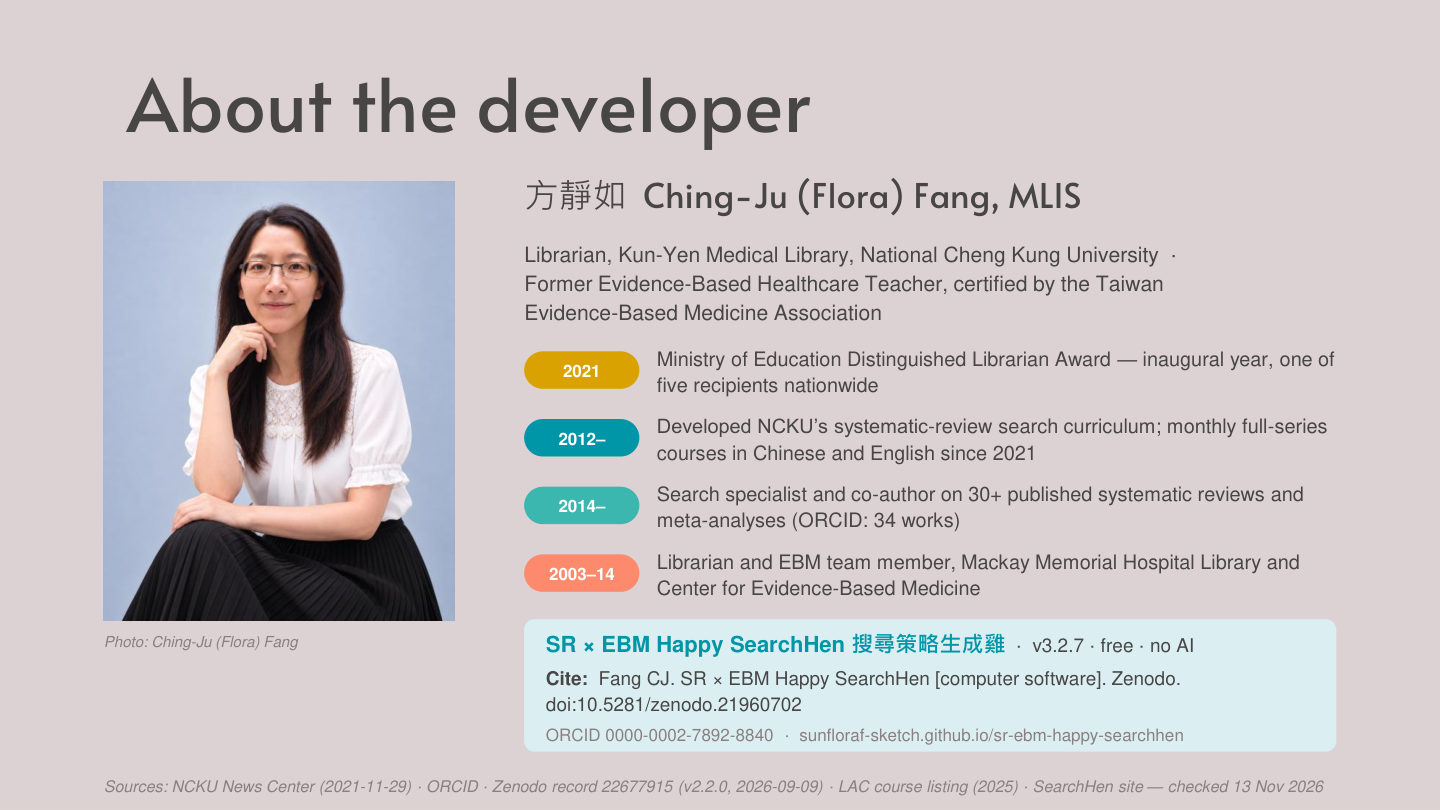 About the developer
方靜如 Ching-Ju (Flora) Fang, MLIS
Librarian, Kun-Yen Medical Library, National Cheng Kung University ·
Former Evidence-Based Healthcare Teacher, certified by the Taiwan
Evidence-Based Medicine Association
2021
Ministry of Education Distinguished Librarian Award — inaugural year, one of
five recipients nationwide
2012–
Developed NCKU’s systematic-review search curriculum; monthly full-series
courses in Chinese and English since 2021
2014–
Search specialist and co-author on 30+ published systematic reviews and
meta-analyses (ORCID: 34 works)
2003–14
Librarian and EBM team member, Mackay Memorial Hospital Library and
Center for Evidence-Based Medicine
Photo: Ching-Ju (Flora) Fang
SR × EBM Happy SearchHen 搜尋策略生成雞 · v3.2.7 · free · no AI
Cite: Fang CJ. SR × EBM Happy SearchHen [computer software]. Zenodo.
doi:10.5281/zenodo.21960702
ORCID 0000-0002-7892-8840 · sunfloraf-sketch.github.io/sr-ebm-happy-searchhen
Sources: NCKU News Center (2021-11-29) · ORCID · Zenodo record 22677915 (v2.2.0, 2026-09-09) · LAC course listing (2025) · SearchHen site — checked 13 Nov 2026